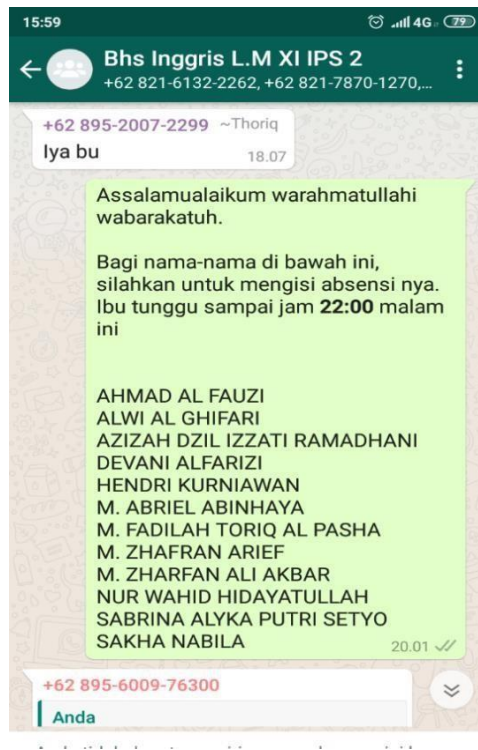 15:59 4G 79
Bhs Inggris L.M XI IPS 2
+62 821-6132-2262, +62 821-7870-1270,...
+62 895-2007-2299 ~Thoriq
Iya bu 18.07
Assalamualaikum warahmatullahi
wabarakatuh.
Bagi nama-nama di bawah ini,
silahkan untuk mengisi absensi nya.
Ibu tunggu sampai jam 22:00 malam
ini
AHMAD AL FAUZI
ALWI AL GHIFARI
AZIZAH DZIL IZZATI RAMADHANI
DEVANI ALFARIZI
HENDRI KURNIAWAN
M. ABRIEL ABINHAYA
M. FADILAH TORIQ AL PASHA
M. ZHAFRAN ARIEF
M. ZHARFAN ALI AKBAR
NUR WAHID HIDAYATULLAH
SABRINA ALYKA PUTRI SETYO
SAKHA NABILA 20.01
+62 895-6009-76300
Anda